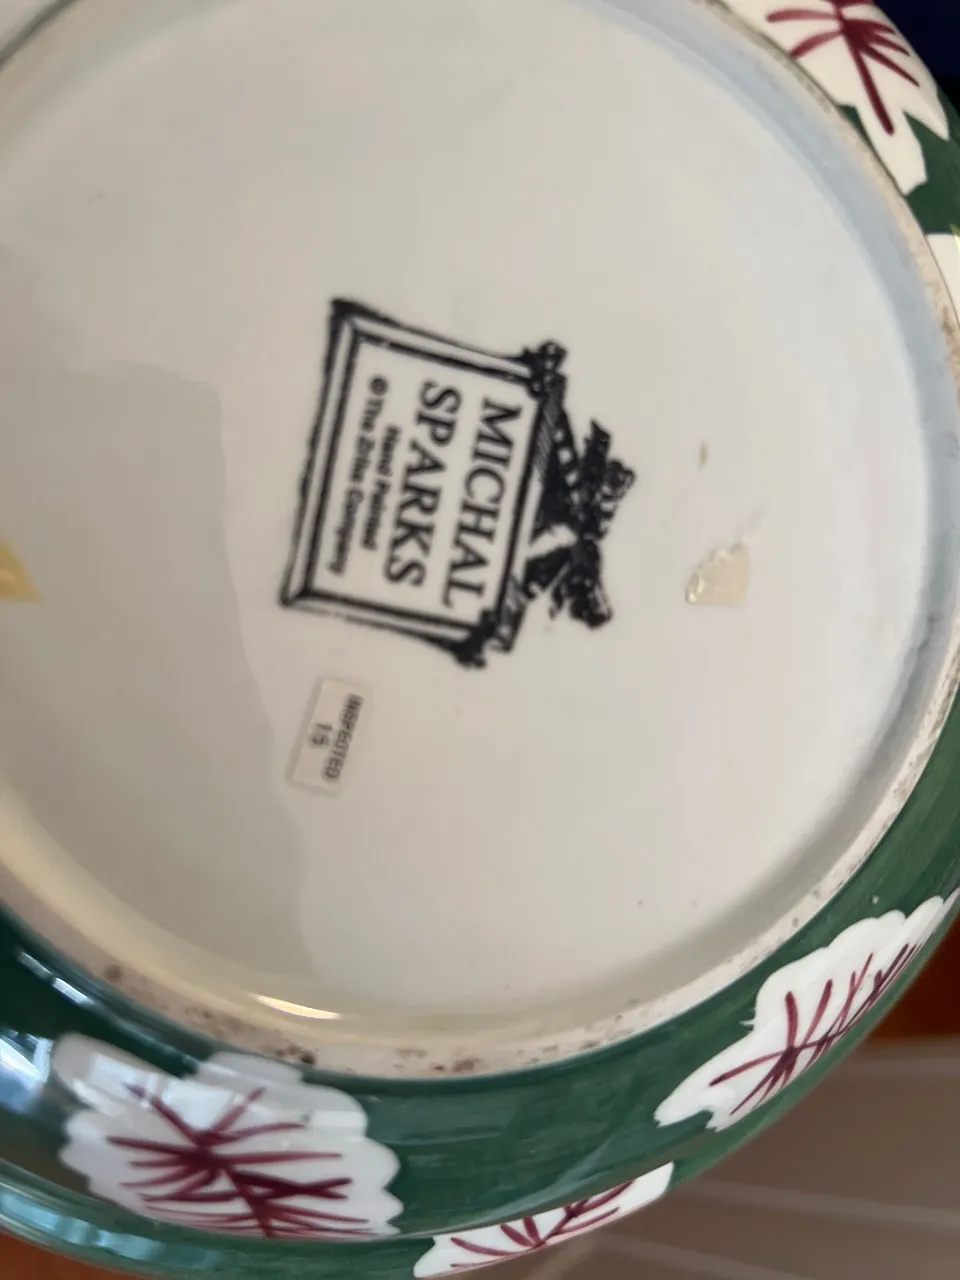 MICHAL
SPARKS
Hand Painted
© The Zrike Company
INSPECTED
15